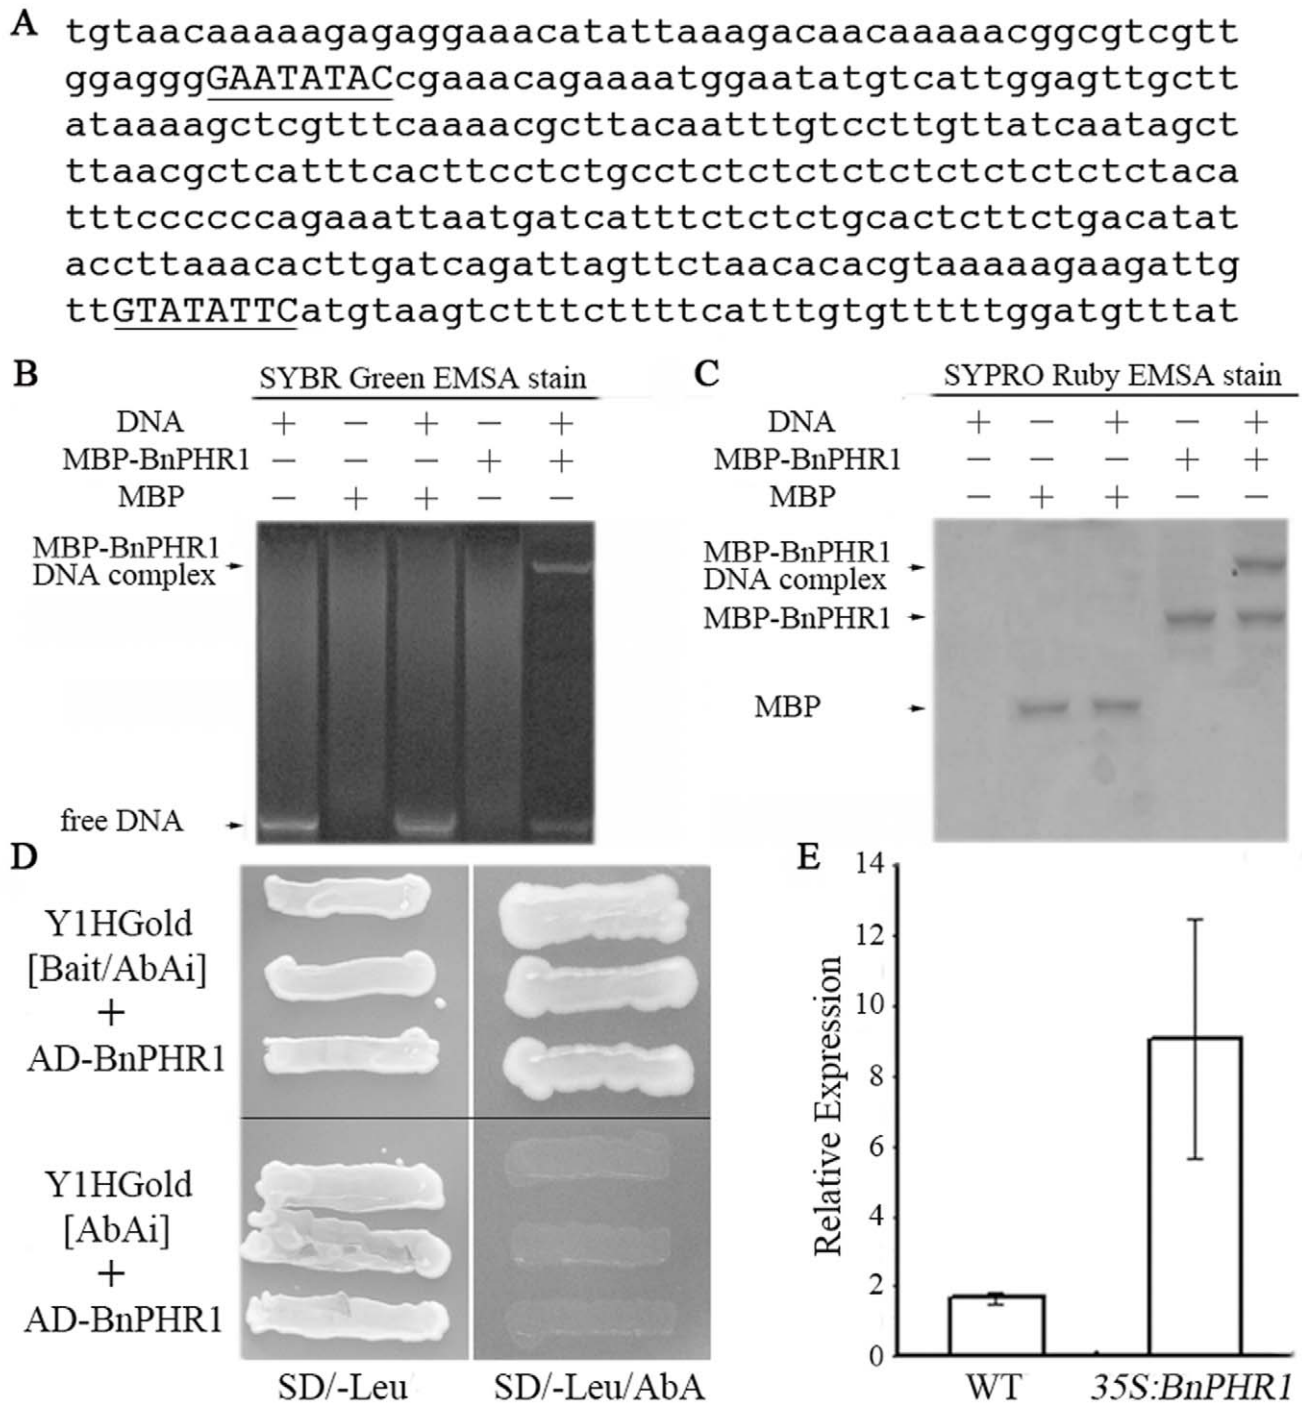 A
tgtaacaaaaagagaggaaacatattaaagacaacaaaaacggcgtcgtt
ggagggGAATATACcgaaacagaaaatggaatatgtcattggagttgctt
ataaaagctcgtttcaaaacgcttacaatttgtccttgttatcaatagct
ttaacgctcatttcacttcctctgcctctctctctctctctctctctaca
tttccccccagaaattaatgatcatttctctctgcactcttctgacatat
accttaaacacttgatcagattagttctaacacacgtaaaaagaagattg
ttGTATATTCatgtaagtctttcttttcatttgtgtttttggatgtttat
B
SYBR Green EMSA stain
DNA + − + − +
MBP-BnPHR1 − − − + +
MBP − + + − −
MBP-BnPHR1
DNA complex
free DNA
C
SYPRO Ruby EMSA stain
DNA + − + − +
MBP-BnPHR1 − − − + +
MBP − + + − −
MBP-BnPHR1
DNA complex
MBP-BnPHR1
MBP
D
Y1HGold
[Bait/AbAi]
+
AD-BnPHR1
Y1HGold
[AbAi]
+
AD-BnPHR1
SD/-Leu
SD/-Leu/AbA
E
Relative Expression
14
12
10
8
6
4
2
0
WT
35S:BnPHR1